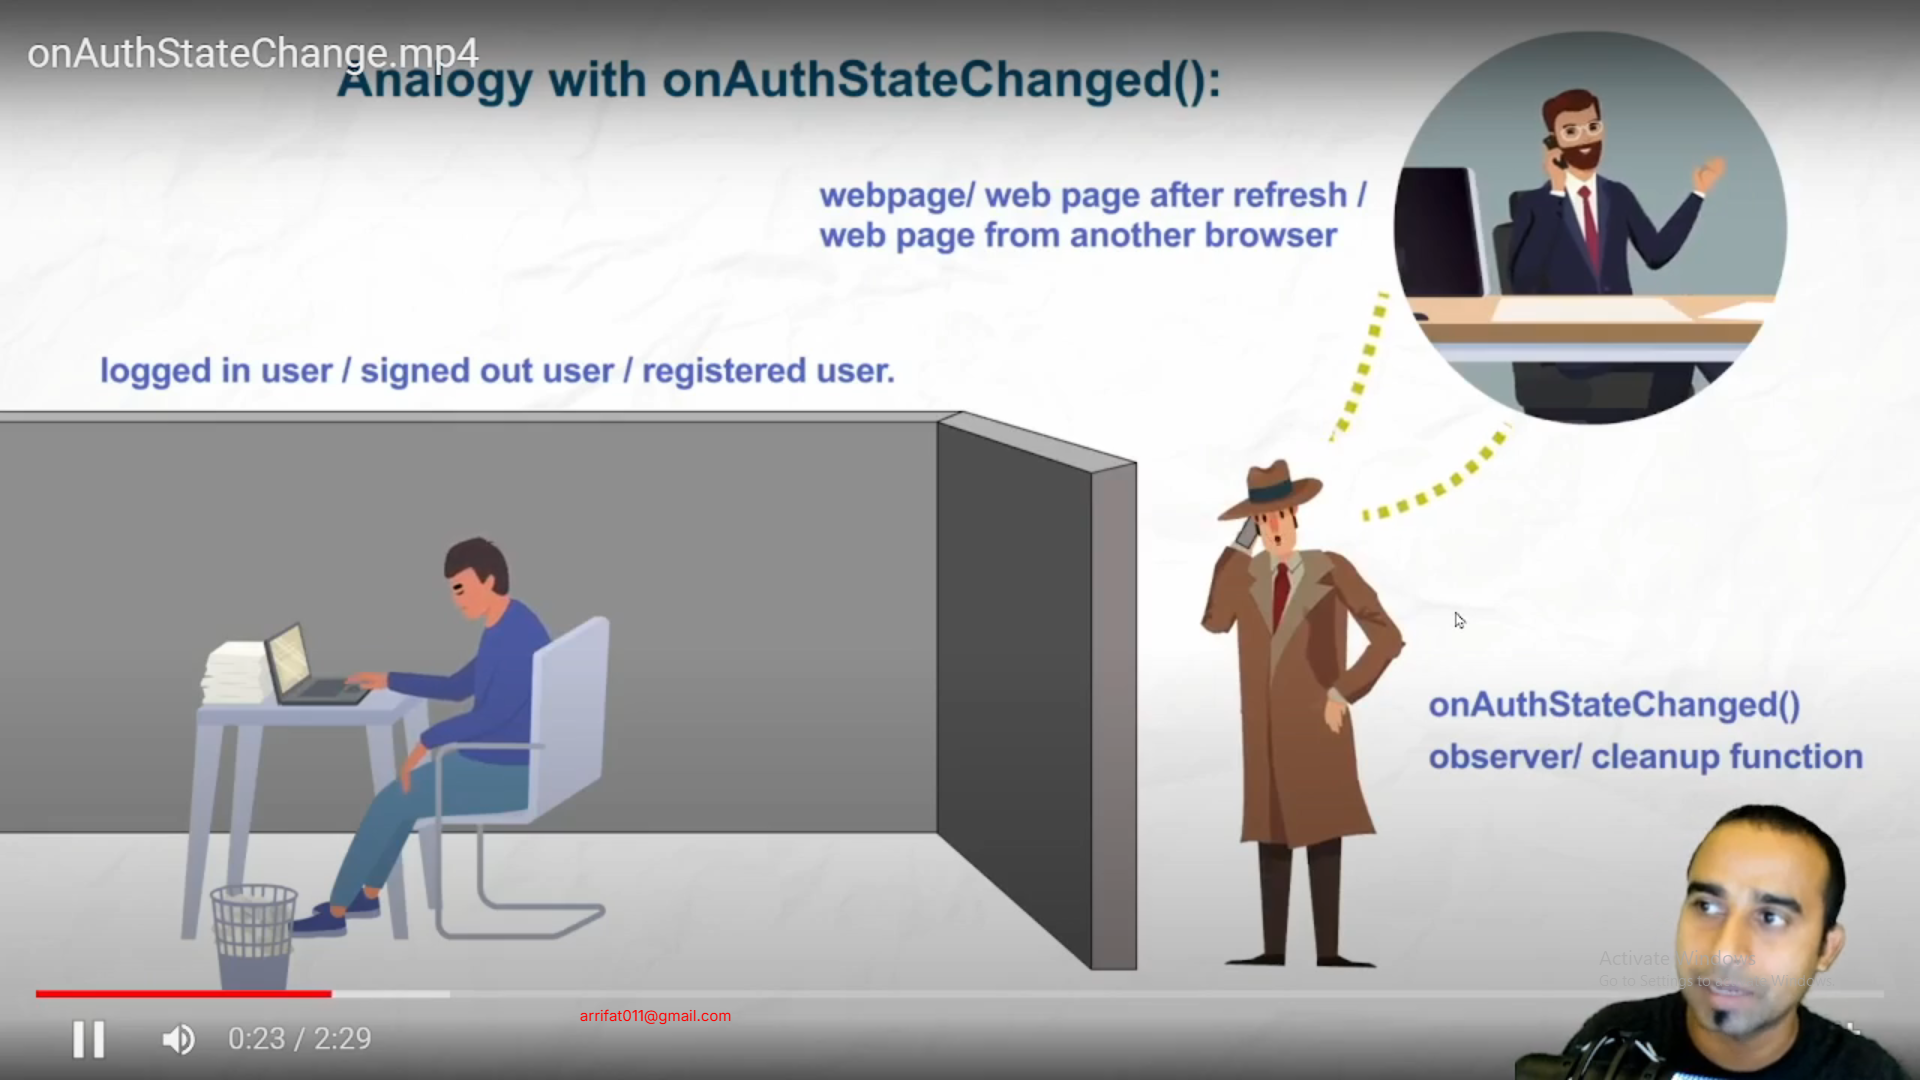 onAuthStateChange.mp4
Analogy with onAuthStateChanged():
webpage/ web page after refresh /
web page from another browser
logged in user / signed out user / registered user.
onAuthStateChanged()
observer/ cleanup function
Activate Windows
Go to Settings to activate Windows.
arrifat011@gmail.com
0:23 / 2:29